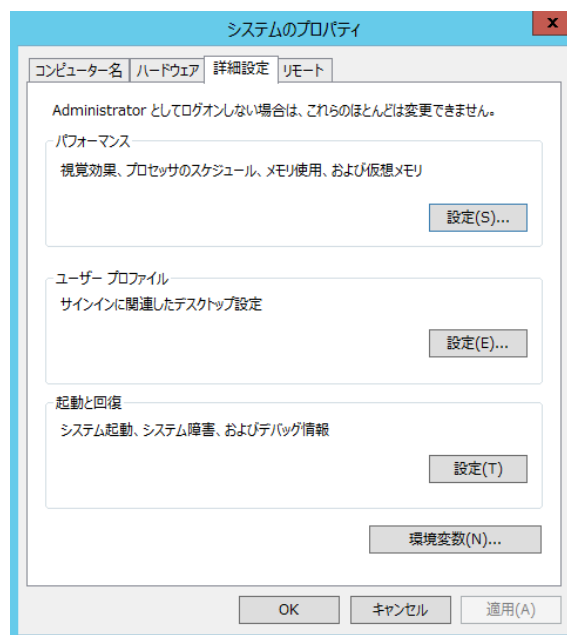 システムのプロパティ
x
コンピューター名 ハードウェア 詳細設定 リモート
Administrator としてログオンしない場合は、これらのほとんどは変更できません。
パフォーマンス
視覚効果、プロセッサのスケジュール、メモリ使用、および仮想メモリ
設定(S)...
ユーザー プロファイル
サインインに関連したデスクトップ設定
設定(E)...
起動と回復
システム起動、システム障害、およびデバッグ情報
設定(T)
環境変数(N)...
OK キャンセル 適用(A)